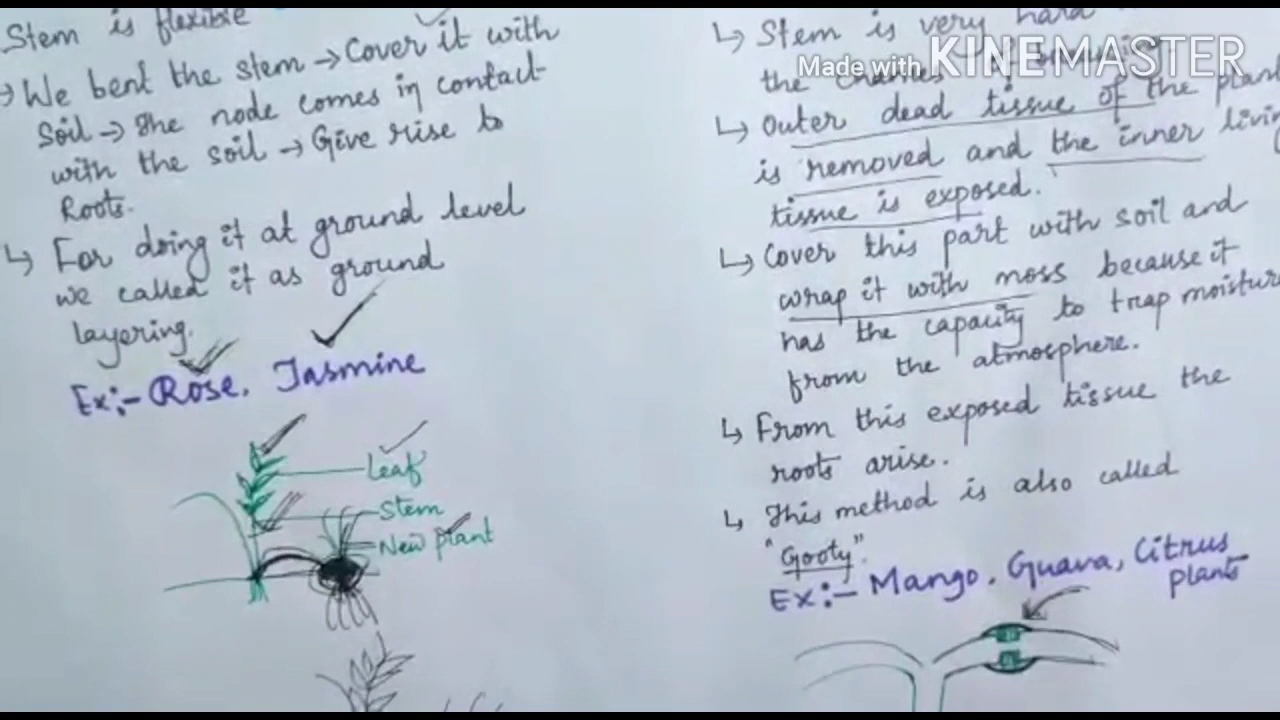 Stem is flexible
→ We bent the stem → Cover it with
Soil → The node comes in contact
with the soil → Give rise to
Roots.
↳ For doing it at ground level
we called it as ground
layering.
Ex:- Rose, Jasmine
Leaf
Stem
New plant
↳ Stem is very hard
the chances of
Made with KINEMASTER
↳ Outer dead tissue of the plant
is removed and the inner living
tissue is exposed.
↳ Cover this part with soil and
wrap it with moss because it
has the capacity to trap moisture
from the atmosphere.
↳ From this exposed tissue the
roots arise.
↳ This method is also called
"Gooty".
Ex:- Mango, Guava, Citrus
plants